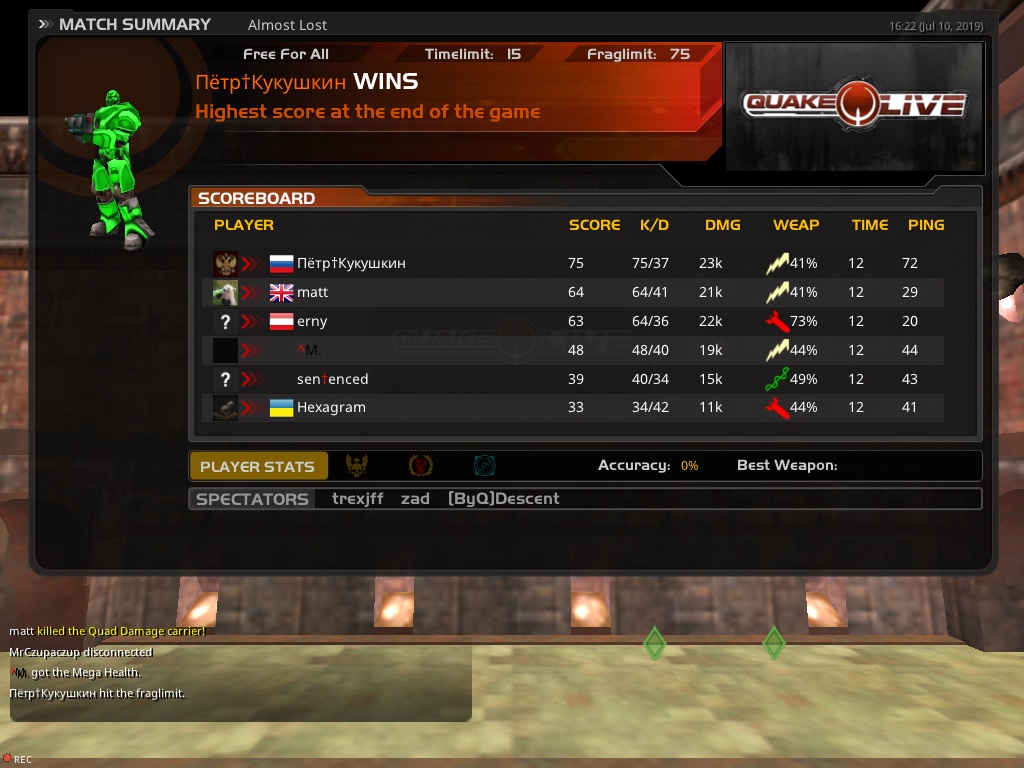 MATCH SUMMARY Almost Lost 16:22 (Jul 10, 2019)
Free For All Timelimit: 15 Fraglimit: 75
Пётр†Кукушкин WINS
Highest score at the end of the game
QUAKE LIVE
SCOREBOARD
PLAYER SCORE K/D DMG WEAP TIME PING
Пётр†Кукушкин 75 75/37 23k 41% 12 72
matt 64 64/41 21k 41% 12 29
? erny 63 64/36 22k 73% 12 20
QUAKE LIVE
^M. 48 48/40 19k 44% 12 44
? sen†enced 39 40/34 15k 49% 12 43
Hexagram 33 34/42 11k 44% 12 41
PLAYER STATS Accuracy: 0% Best Weapon:
SPECTATORS trexjff zad [ByQ]Descent
matt killed the Quad Damage carrier!
MrCzupaczup disconnected
^M. got the Mega Health.
Пётр†Кукушкин hit the fraglimit.
REC